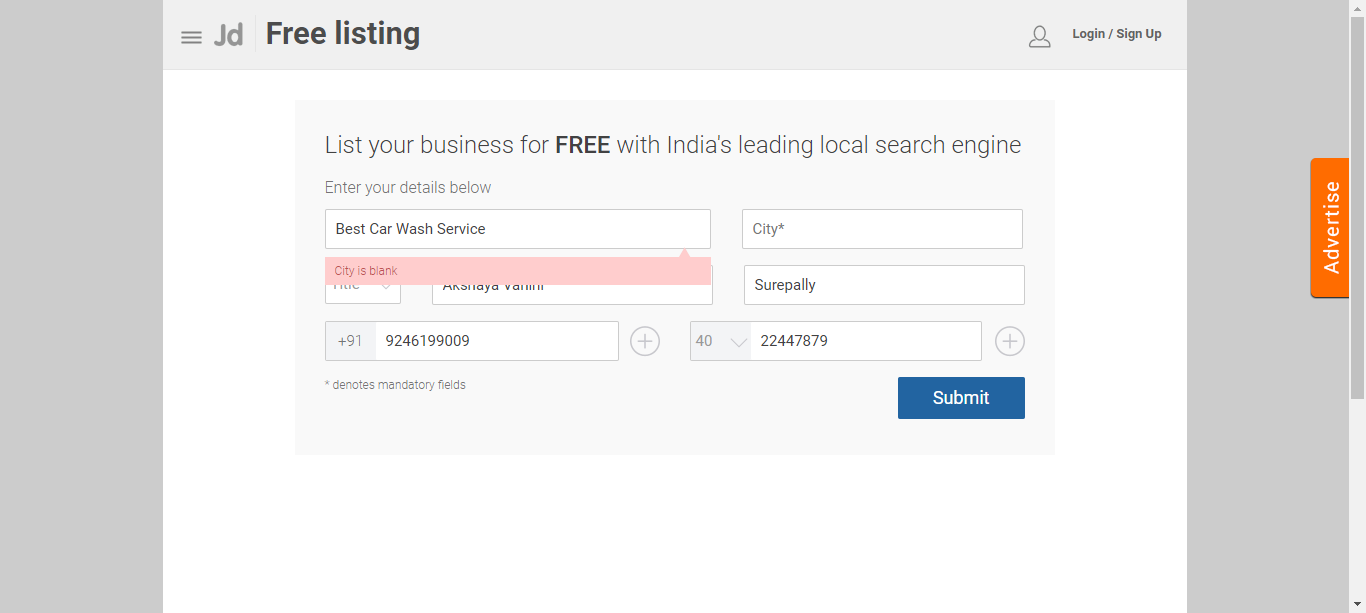 Jd Free listing
Login / Sign Up
List your business for FREE with India's leading local search engine
Enter your details below
Best Car Wash Service
City*
City is blank
Title
Akshaya Vahini
Surepally
+91 9246199009
40 22447879
* denotes mandatory fields
Submit
Advertise